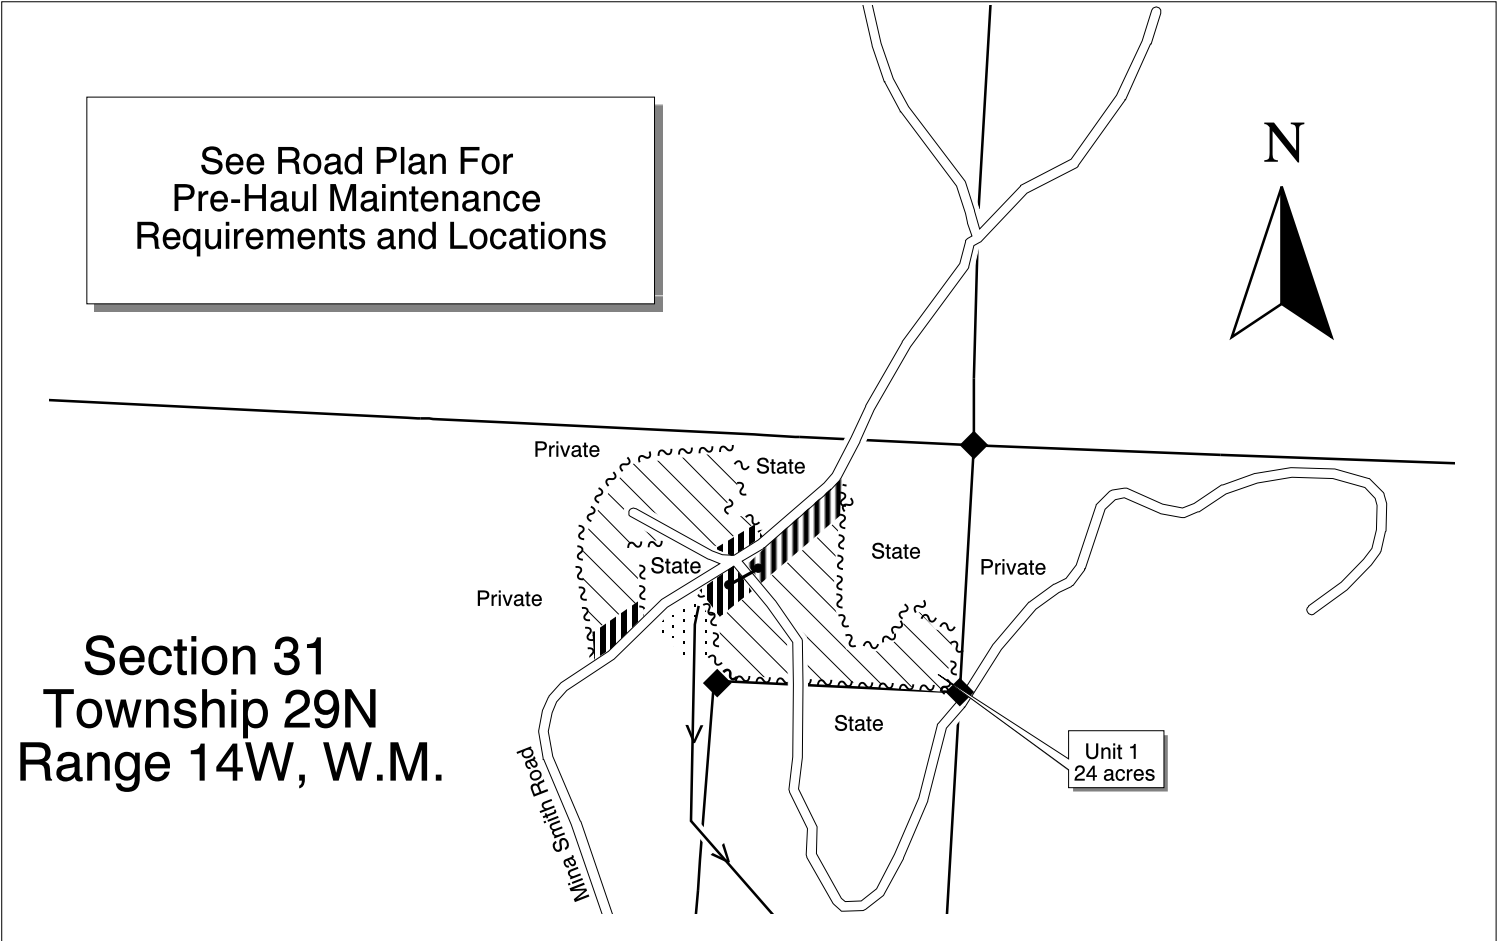 See Road Plan For
Pre-Haul Maintenance
Requirements and Locations
N
Private
State
State
State
Private
Private
Section 31
Township 29N
Range 14W, W.M.
State
Unit 1
24 acres
Mina Smith Road